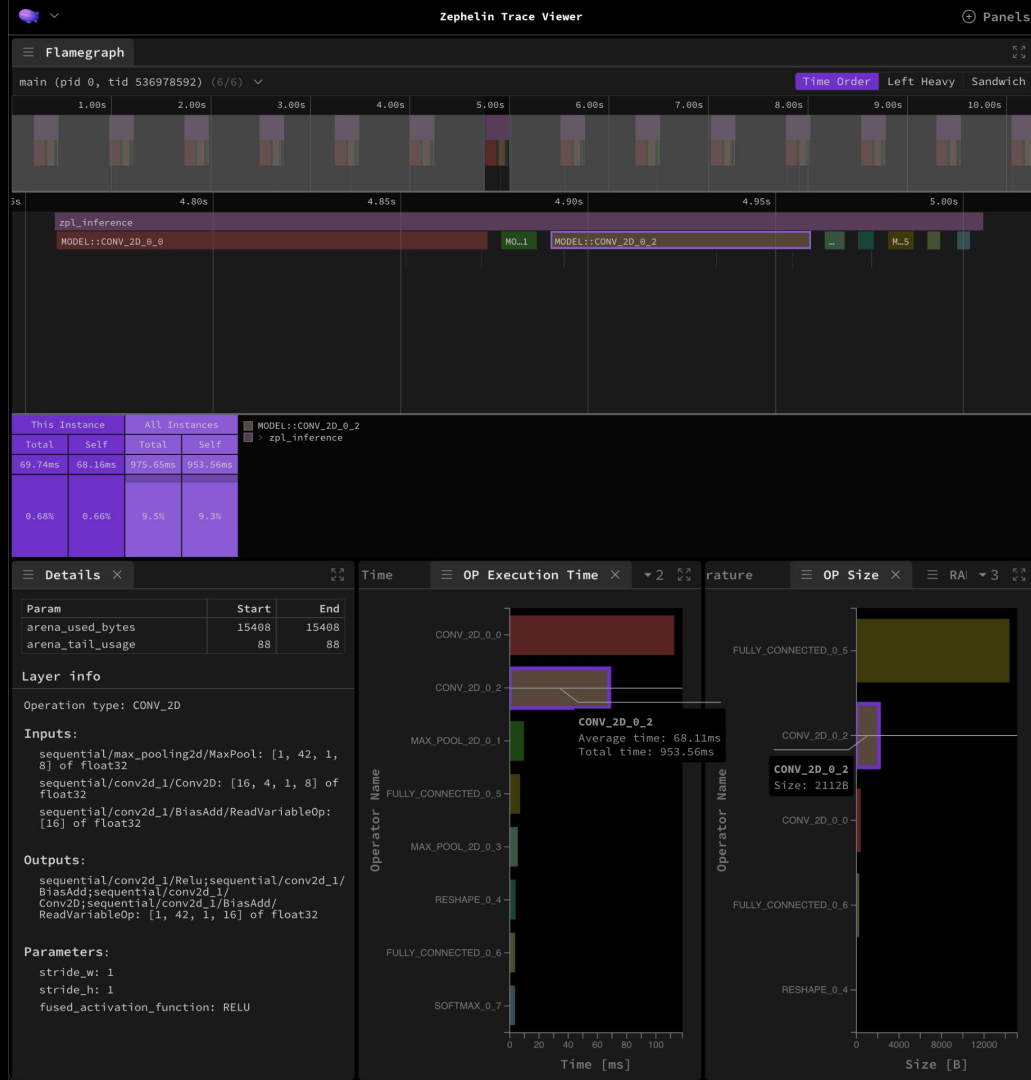 Zephelin Trace Viewer
Panels
Flamegraph
main (pid 0, tid 536978592) (6/6)
Time Order Left Heavy Sandwich
1.00s 2.00s 3.00s 4.00s 5.00s 6.00s 7.00s 8.00s 9.00s 10.00s
5s 4.80s 4.85s 4.90s 4.95s 5.00s
zpl_inference
MODEL::CONV_2D_0_0 MO…1 MODEL::CONV_2D_0_2 … M…5
This Instance All Instances
Total Self Total Self
69.74ms 68.16ms 975.65ms 953.56ms
0.68% 0.66% 9.5% 9.3%
MODEL::CONV_2D_0_2
> zpl_inference
Details
Param Start End
arena_used_bytes 15408 15408
arena_tail_usage 88 88
Layer info
Operation type: CONV_2D
Inputs:
sequential/max_pooling2d/MaxPool: [1, 42, 1,
8] of float32
sequential/conv2d_1/Conv2D: [16, 4, 1, 8] of
float32
sequential/conv2d_1/BiasAdd/ReadVariableOp:
[16] of float32
Outputs:
sequential/conv2d_1/Relu;sequential/conv2d_1/
BiasAdd;sequential/conv2d_1/
Conv2D;sequential/conv2d_1/BiasAdd/
ReadVariableOp: [1, 42, 1, 16] of float32
Parameters:
stride_w: 1
stride_h: 1
fused_activation_function: RELU
Time OP Execution Time 2
Operator Name
CONV_2D_0_0
CONV_2D_0_2
MAX_POOL_2D_0_1
FULLY_CONNECTED_0_5
MAX_POOL_2D_0_3
RESHAPE_0_4
FULLY_CONNECTED_0_6
SOFTMAX_0_7
CONV_2D_0_2
Average time: 68.11ms
Total time: 953.56ms
0 20 40 60 80 100
Time [ms]
rature OP Size RA 3
Operator Name
FULLY_CONNECTED_0_5
CONV_2D_0_2
CONV_2D_0_0
FULLY_CONNECTED_0_6
RESHAPE_0_4
CONV_2D_0_2
Size: 2112B
0 4000 8000 12000
Size [B]